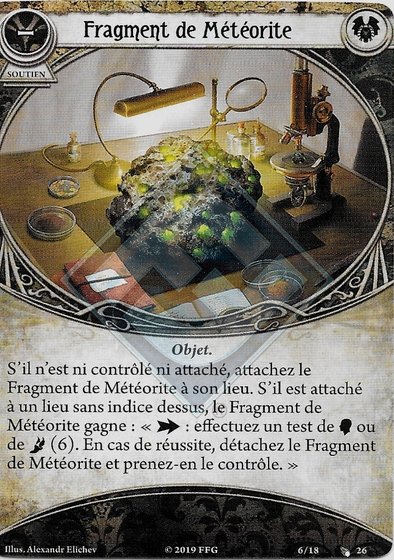 Fragment de Météorite
SOUTIEN
Objet.
S'il n'est ni contrôlé ni attaché, attachez le
Fragment de Météorite à son lieu. S'il est attaché
à un lieu sans indice dessus, le Fragment de
Météorite gagne : « : effectuez un test de ou
de (6). En cas de réussite, détachez le Fragment
de Météorite et prenez-en le contrôle. »
Illus. Alexandr Elichev © 2019 FFG 6/18 26